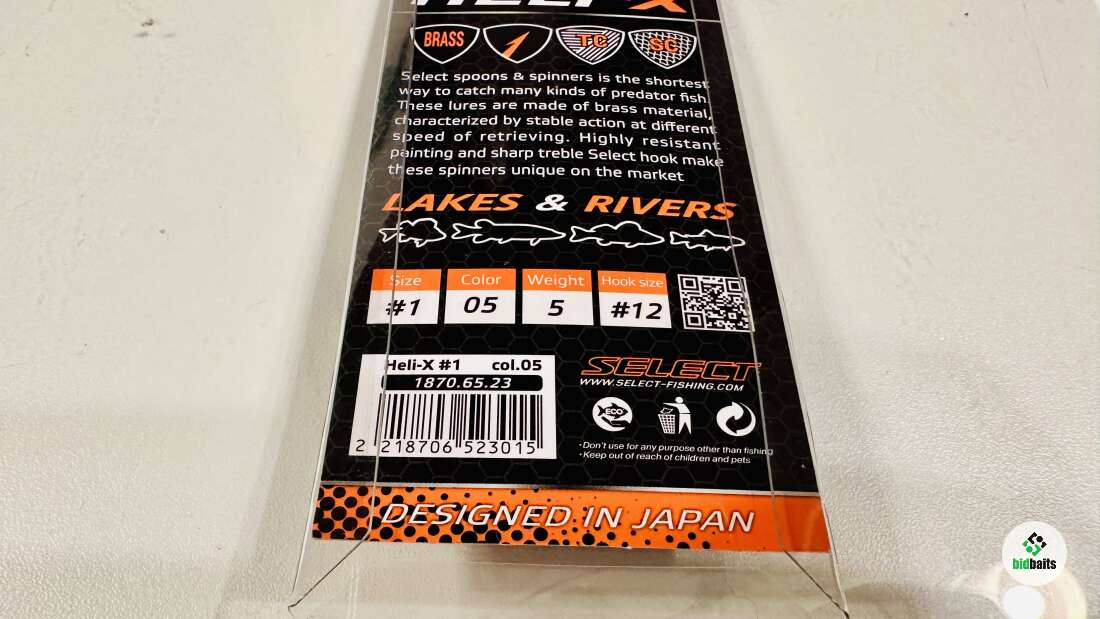 HELI-X
BRASS 1 TC SC
Select spoons & spinners is the shortest
way to catch many kinds of predator fish.
These lures are made of brass material,
characterized by stable action at different
speed of retrieving. Highly resistant
painting and sharp treble Select hook make
these spinners unique on the market
LAKES & RIVERS
Size Color Weight Hook size
#1 05 5 #12
Heli-X #1 col.05
1870.65.23
2 218706 523015
SELECT
WWW.SELECT-FISHING.COM
ECO
•Don't use for any purpose other than fishing
•Keep out of reach of children and pets
DESIGNED IN JAPAN
bidbaits